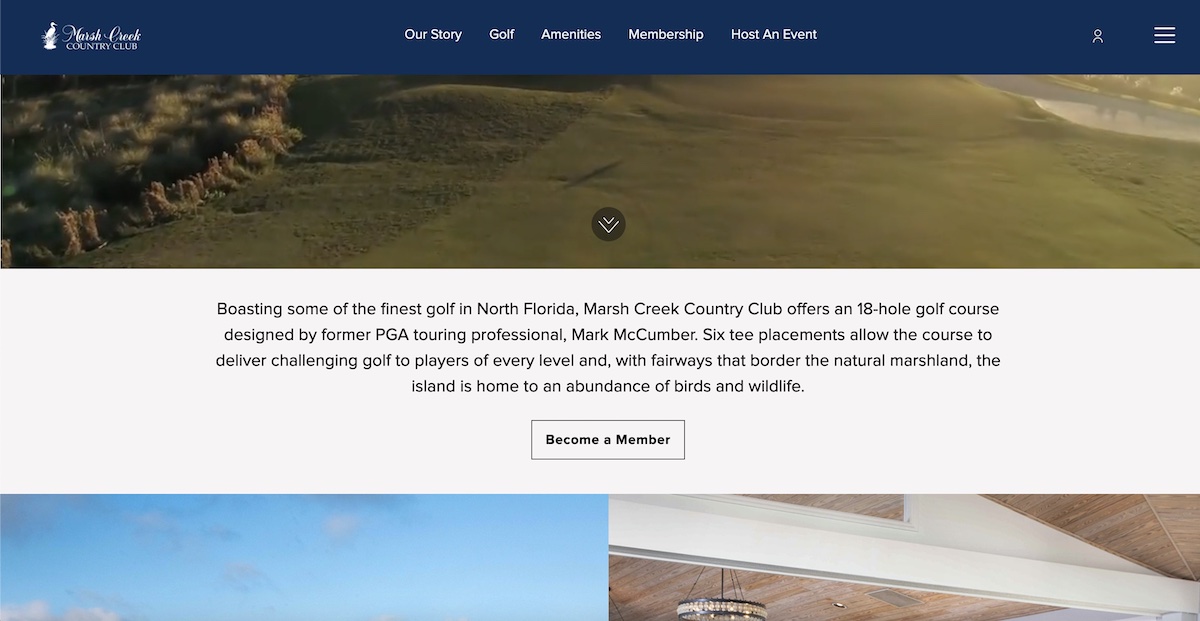 Marsh Creek
COUNTRY CLUB
Our Story Golf Amenities Membership Host An Event
Boasting some of the finest golf in North Florida, Marsh Creek Country Club offers an 18-hole golf course
designed by former PGA touring professional, Mark McCumber. Six tee placements allow the course to
deliver challenging golf to players of every level and, with fairways that border the natural marshland, the
island is home to an abundance of birds and wildlife.
Become a Member